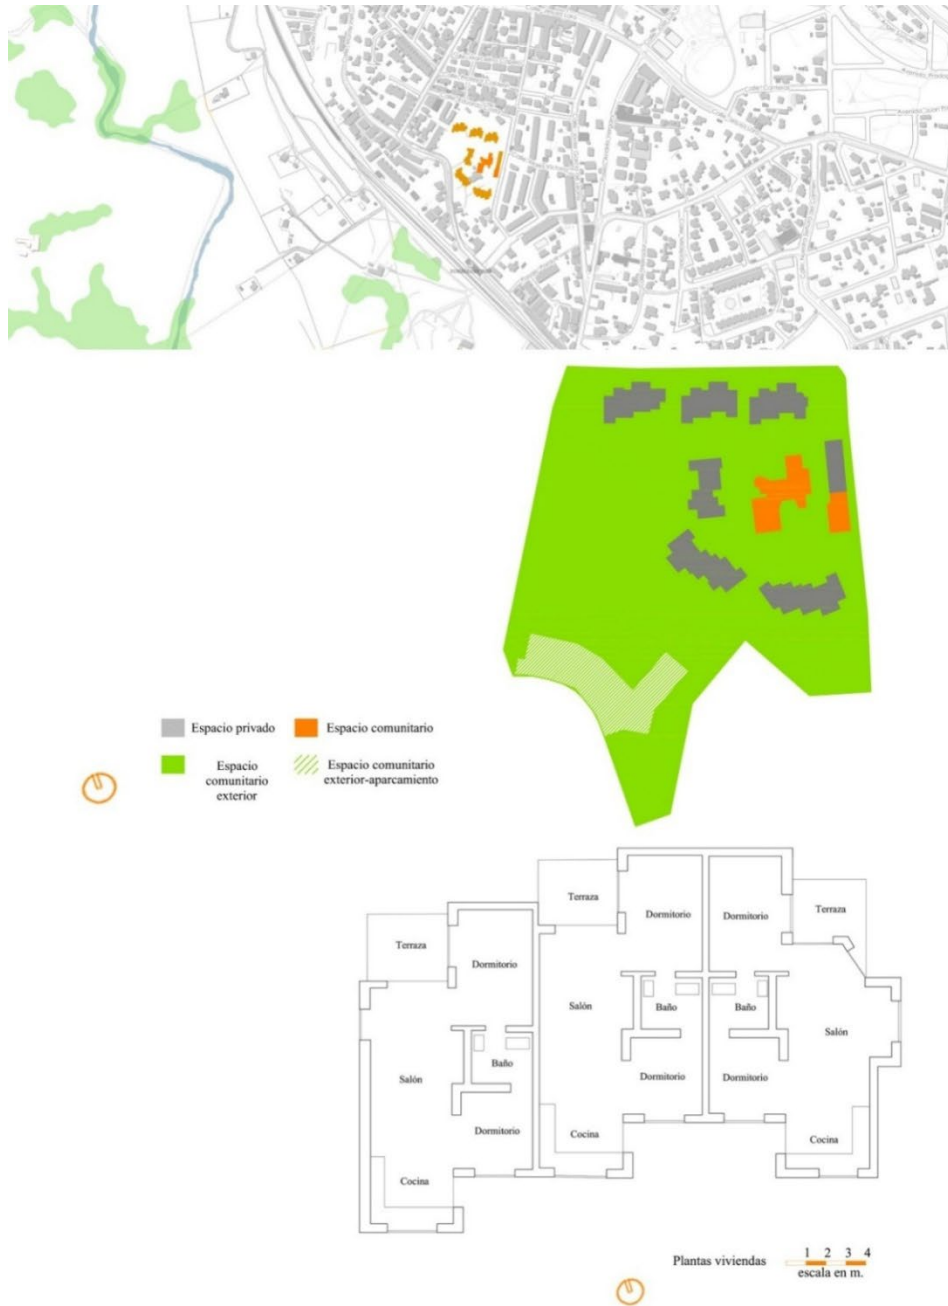 Espacio privado
Espacio comunitario
Espacio
comunitario
exterior
Espacio comunitario
exterior-aparcamiento
Terraza
Dormitorio
Dormitorio
Terraza
Terraza
Dormitorio
Salón
Baño
Baño
Salón
Baño
Salón
Dormitorio
Dormitorio
Dormitorio
Cocina
Cocina
Cocina
Plantas viviendas
1 2 3 4
escala en m.